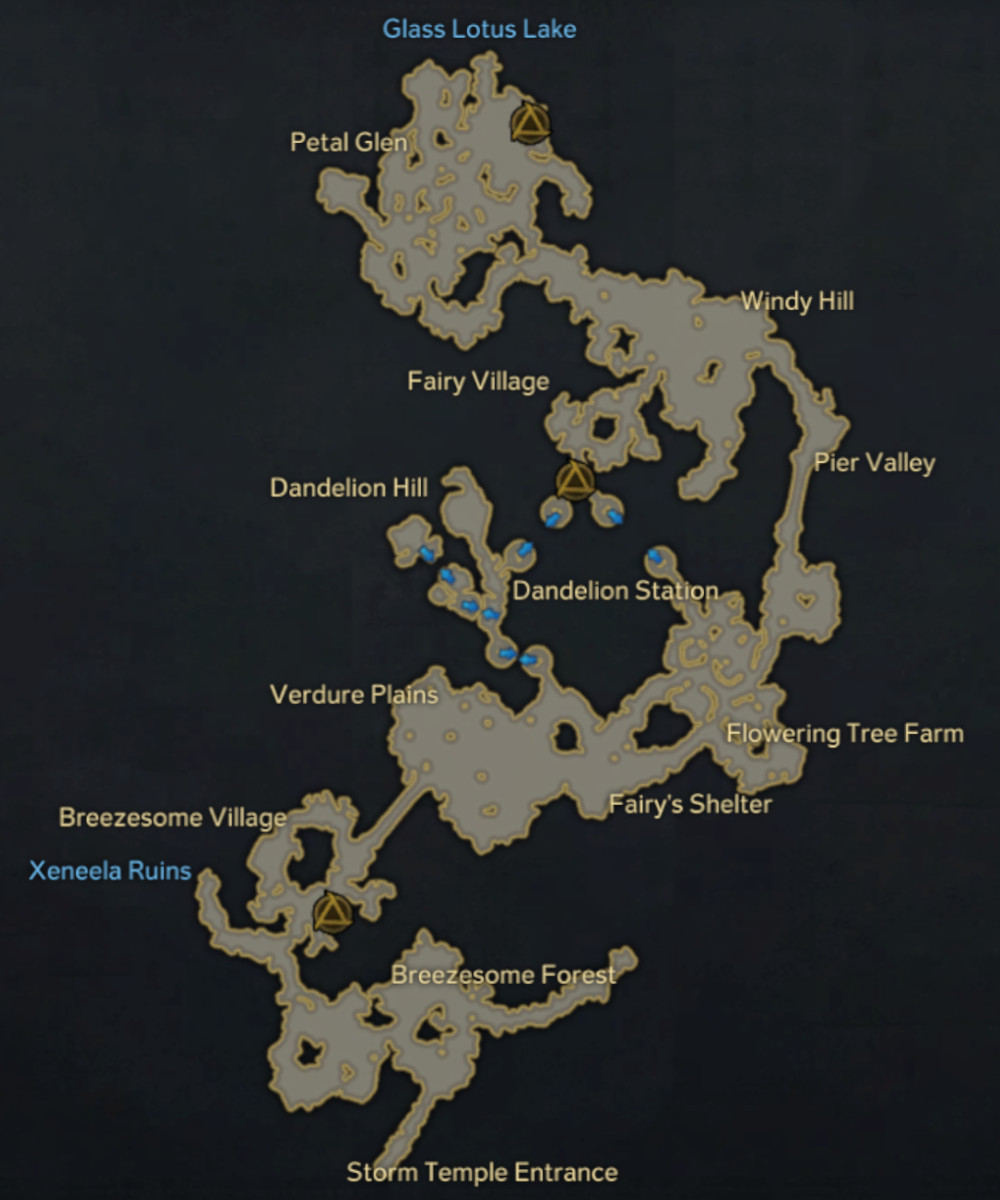 Glass Lotus Lake
Petal Glen
Windy Hill
Fairy Village
Pier Valley
Dandelion Hill
Dandelion Station
Verdure Plains
Flowering Tree Farm
Fairy's Shelter
Breezesome Village
Xeneela Ruins
Breezesome Forest
Storm Temple Entrance